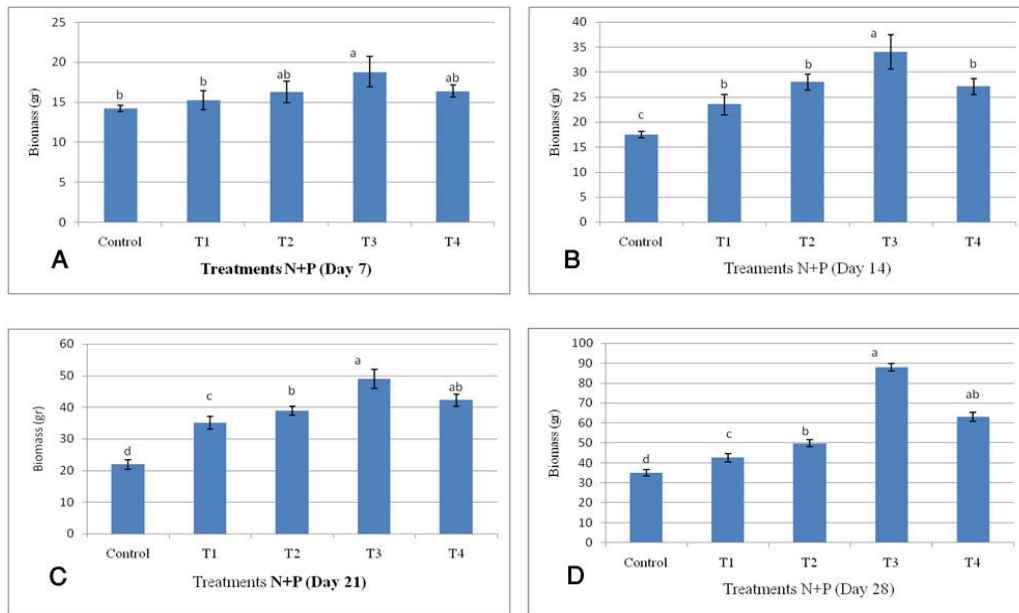 25
20
15
10
5
0
Biomass (gr)
b
b
ab
a
ab
Control T1 T2 T3 T4
A
Treatments N+P (Day 7)
40
35
30
25
20
15
10
5
0
Biomass (gr)
c
b
b
a
b
Control T1 T2 T3 T4
B
Treaments N+P (Day 14)
60
50
40
30
20
10
0
Biomass (gr)
d
c
b
a
ab
Control T1 T2 T3 T4
C
Treatments N+P (Day 21)
100
90
80
70
60
50
40
30
20
10
0
Biomass (gr)
d
c
b
a
ab
Control T1 T2 T3 T4
D
Treatments N+P (Day 28)